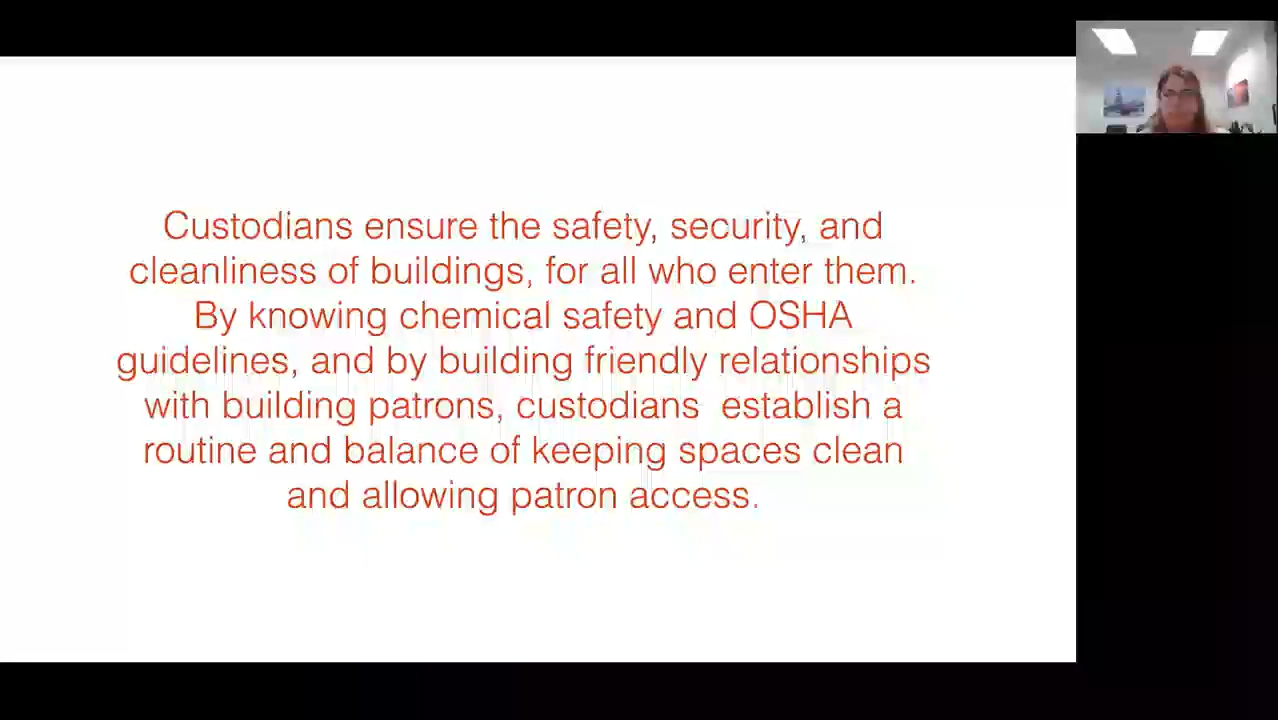 Custodians ensure the safety, security, and
cleanliness of buildings, for all who enter them.
By knowing chemical safety and OSHA
guidelines, and by building friendly relationships
with building patrons, custodians  establish a
routine and balance of keeping spaces clean
and allowing patron access.